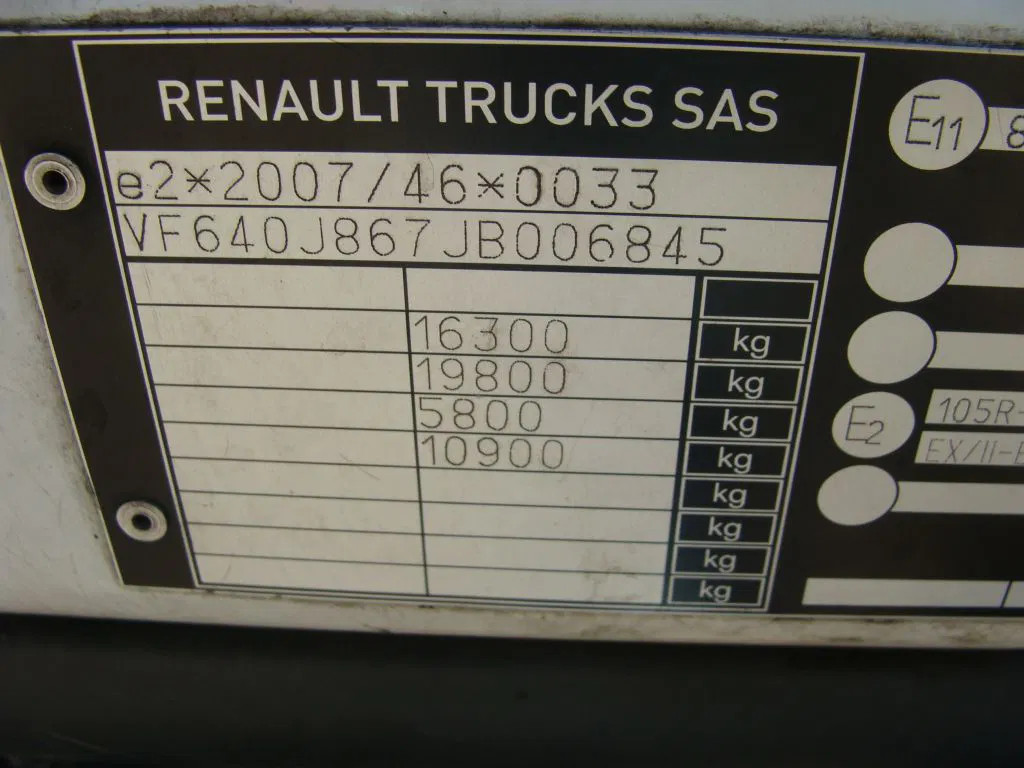 RENAULT TRUCKS SAS
e2*2007/46*0033
VF640J867JB006845
16300 kg
19800 kg
5800 kg
10900 kg
kg
kg
kg
kg
E11 8
E2 105R-
EX/II-